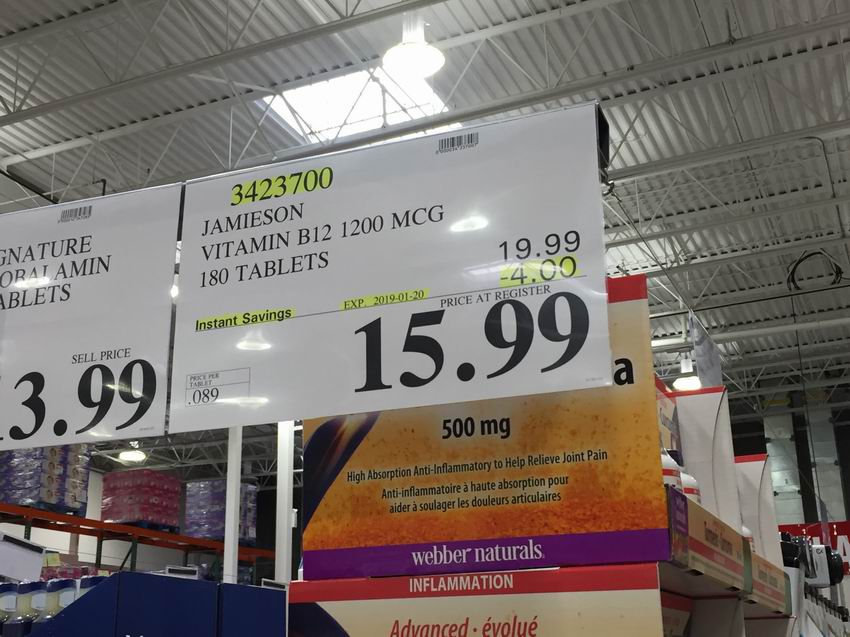 GNATURE
OBALAMIN
ABLETS
SELL PRICE
13.99
3423700
JAMIESON
VITAMIN B12 1200 MCG
180 TABLETS
19.99
-4.00
Instant Savings
EXP. 2019-01-20
PRICE AT REGISTER
15.99
PRICE PER
TABLET
.089
a
500 mg
High Absorption Anti-Inflammatory to Help Relieve Joint Pain
Anti-inflammatoire à haute absorption pour
aider à soulager les douleurs articulaires
webber naturals.
INFLAMMATION
Advanced · évolué